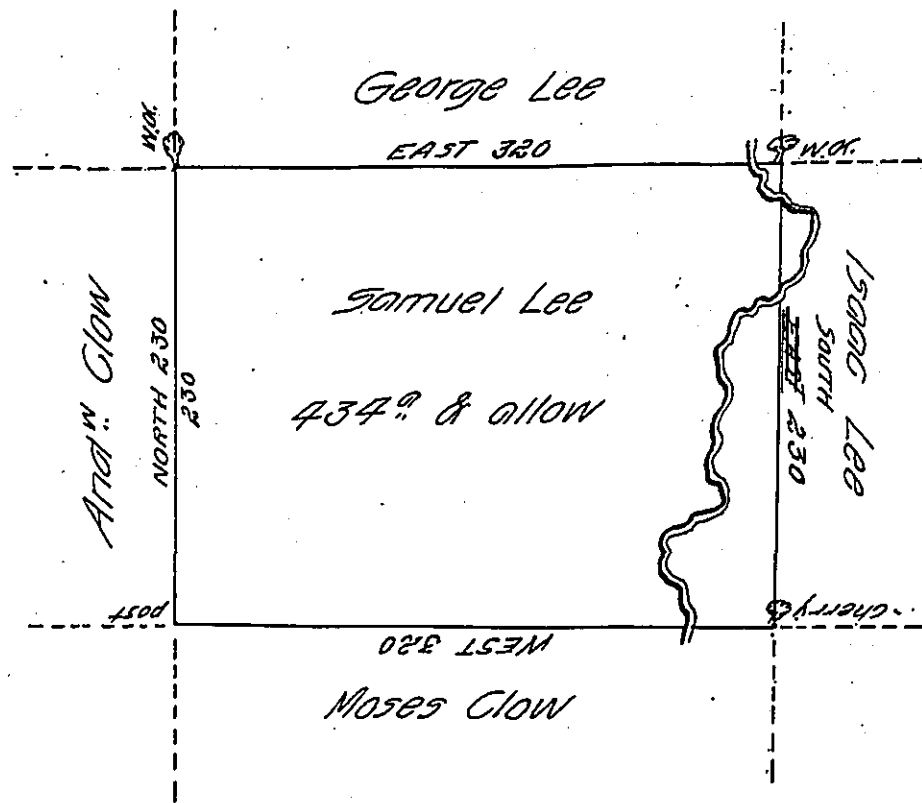 George Lee
W.O.
EAST 320
W.O.
Samuel Lee
434a & allow
Andw Clow
NORTH 230
230
Isaac Lee
SOUTH
EAST 230
post
Cherry
WEST 320
Moses Clow